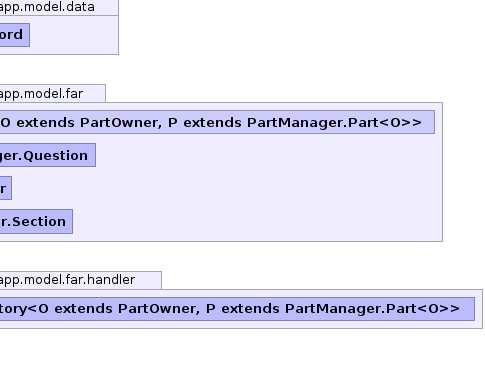 app.model.data
ord
app.model.far
O extends PartOwner, P extends PartManager.Part<O>>
ger.Question
r
r.Section
app.model.far.handler
tory<O extends PartOwner, P extends PartManager.Part<O>>